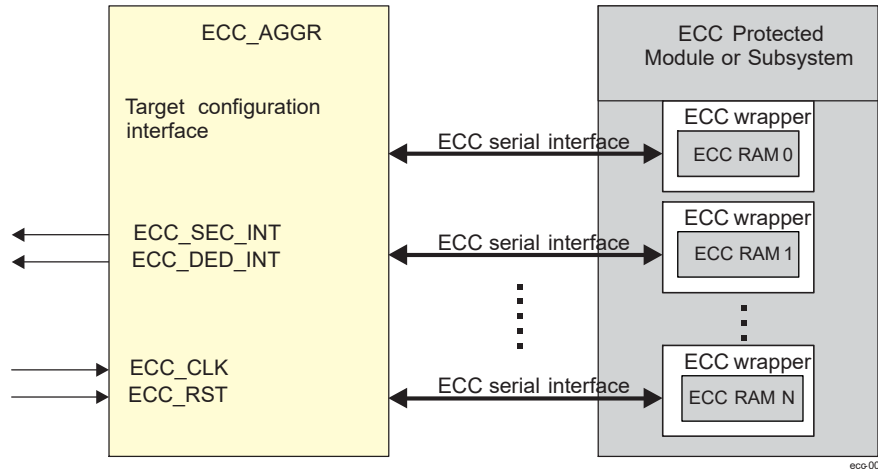 ECC_AGGR
Target configuration
interface
ECC_SEC_INT
ECC_DED_INT
ECC_CLK
ECC_RST
ECC serial interface
ECC serial interface
ECC serial interface
ECC Protected
Module or Subsystem
ECC wrapper
ECC RAM 0
ECC wrapper
ECC RAM 1
ECC wrapper
ECC RAM N